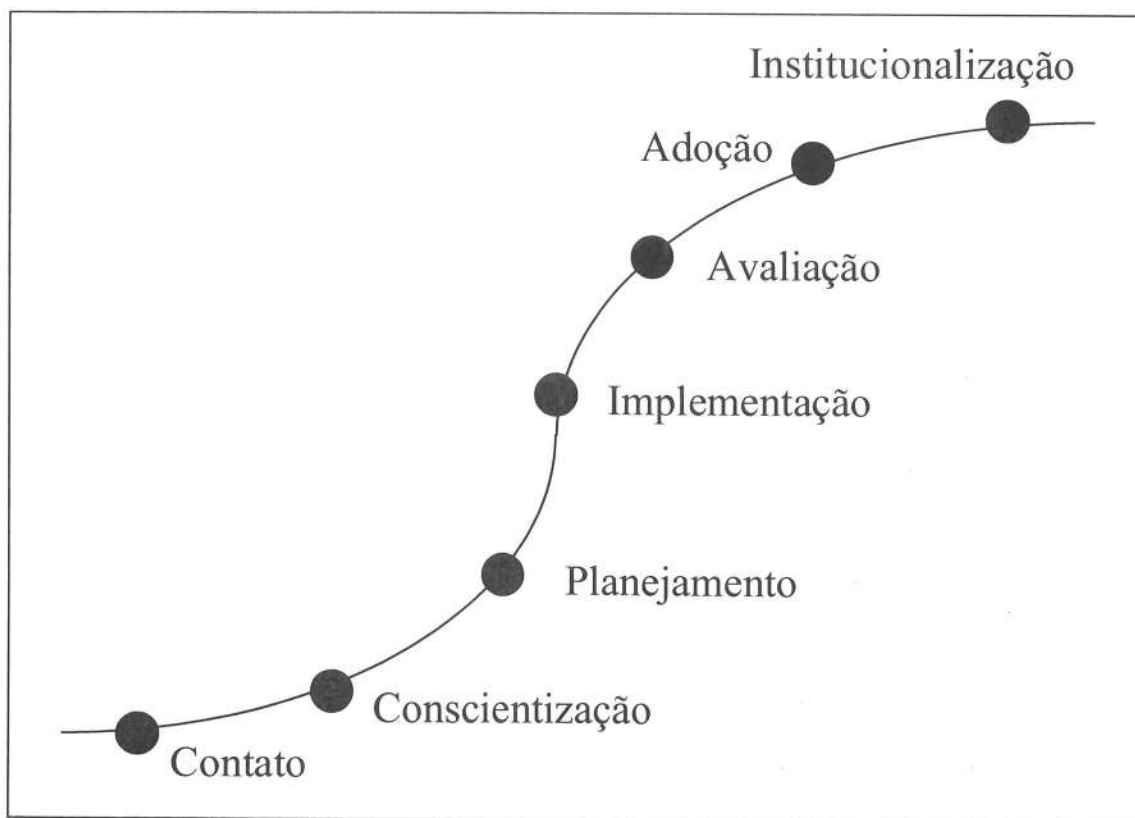 Institucionalização
Adoção
Avaliação
Implementação
Planejamento
Conscientização
Contato